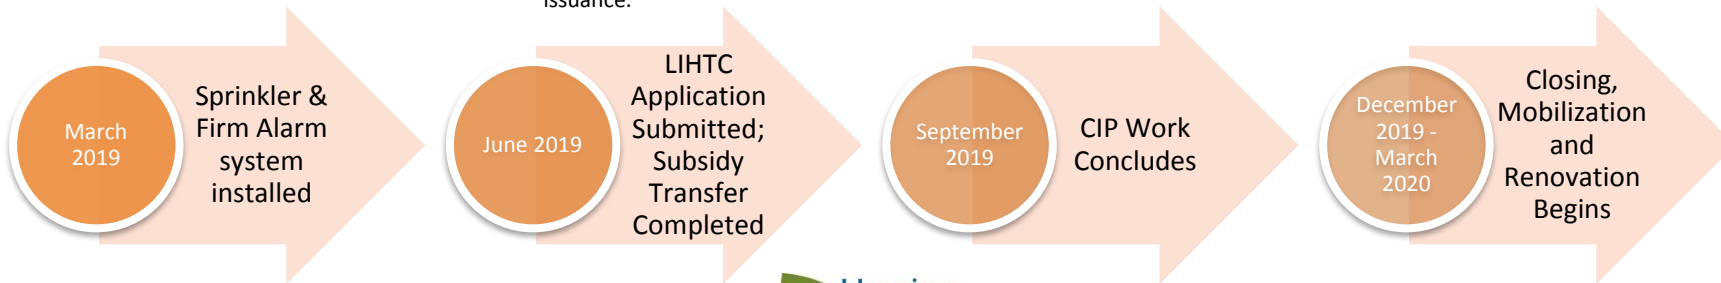 issuance.
March
2019
Sprinkler &
Firm Alarm
system
installed
June 2019
LIHTC
Application
Submitted;
Subsidy
Transfer
Completed
September
2019
CIP Work
Concludes
December
2019 -
March
2020
Closing,
Mobilization
and
Renovation
Begins